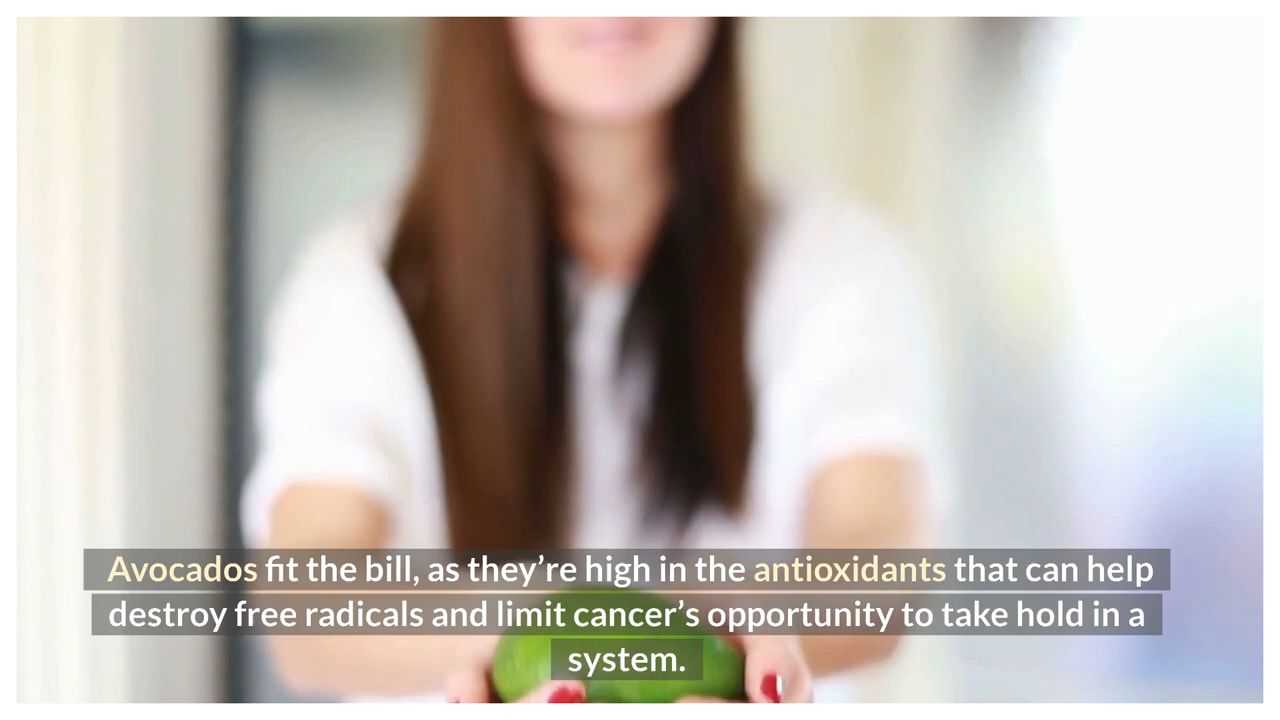 Avocados fit the bill, as they’re high in the antioxidants that can help
destroy free radicals and limit cancer’s opportunity to take hold in a
system.